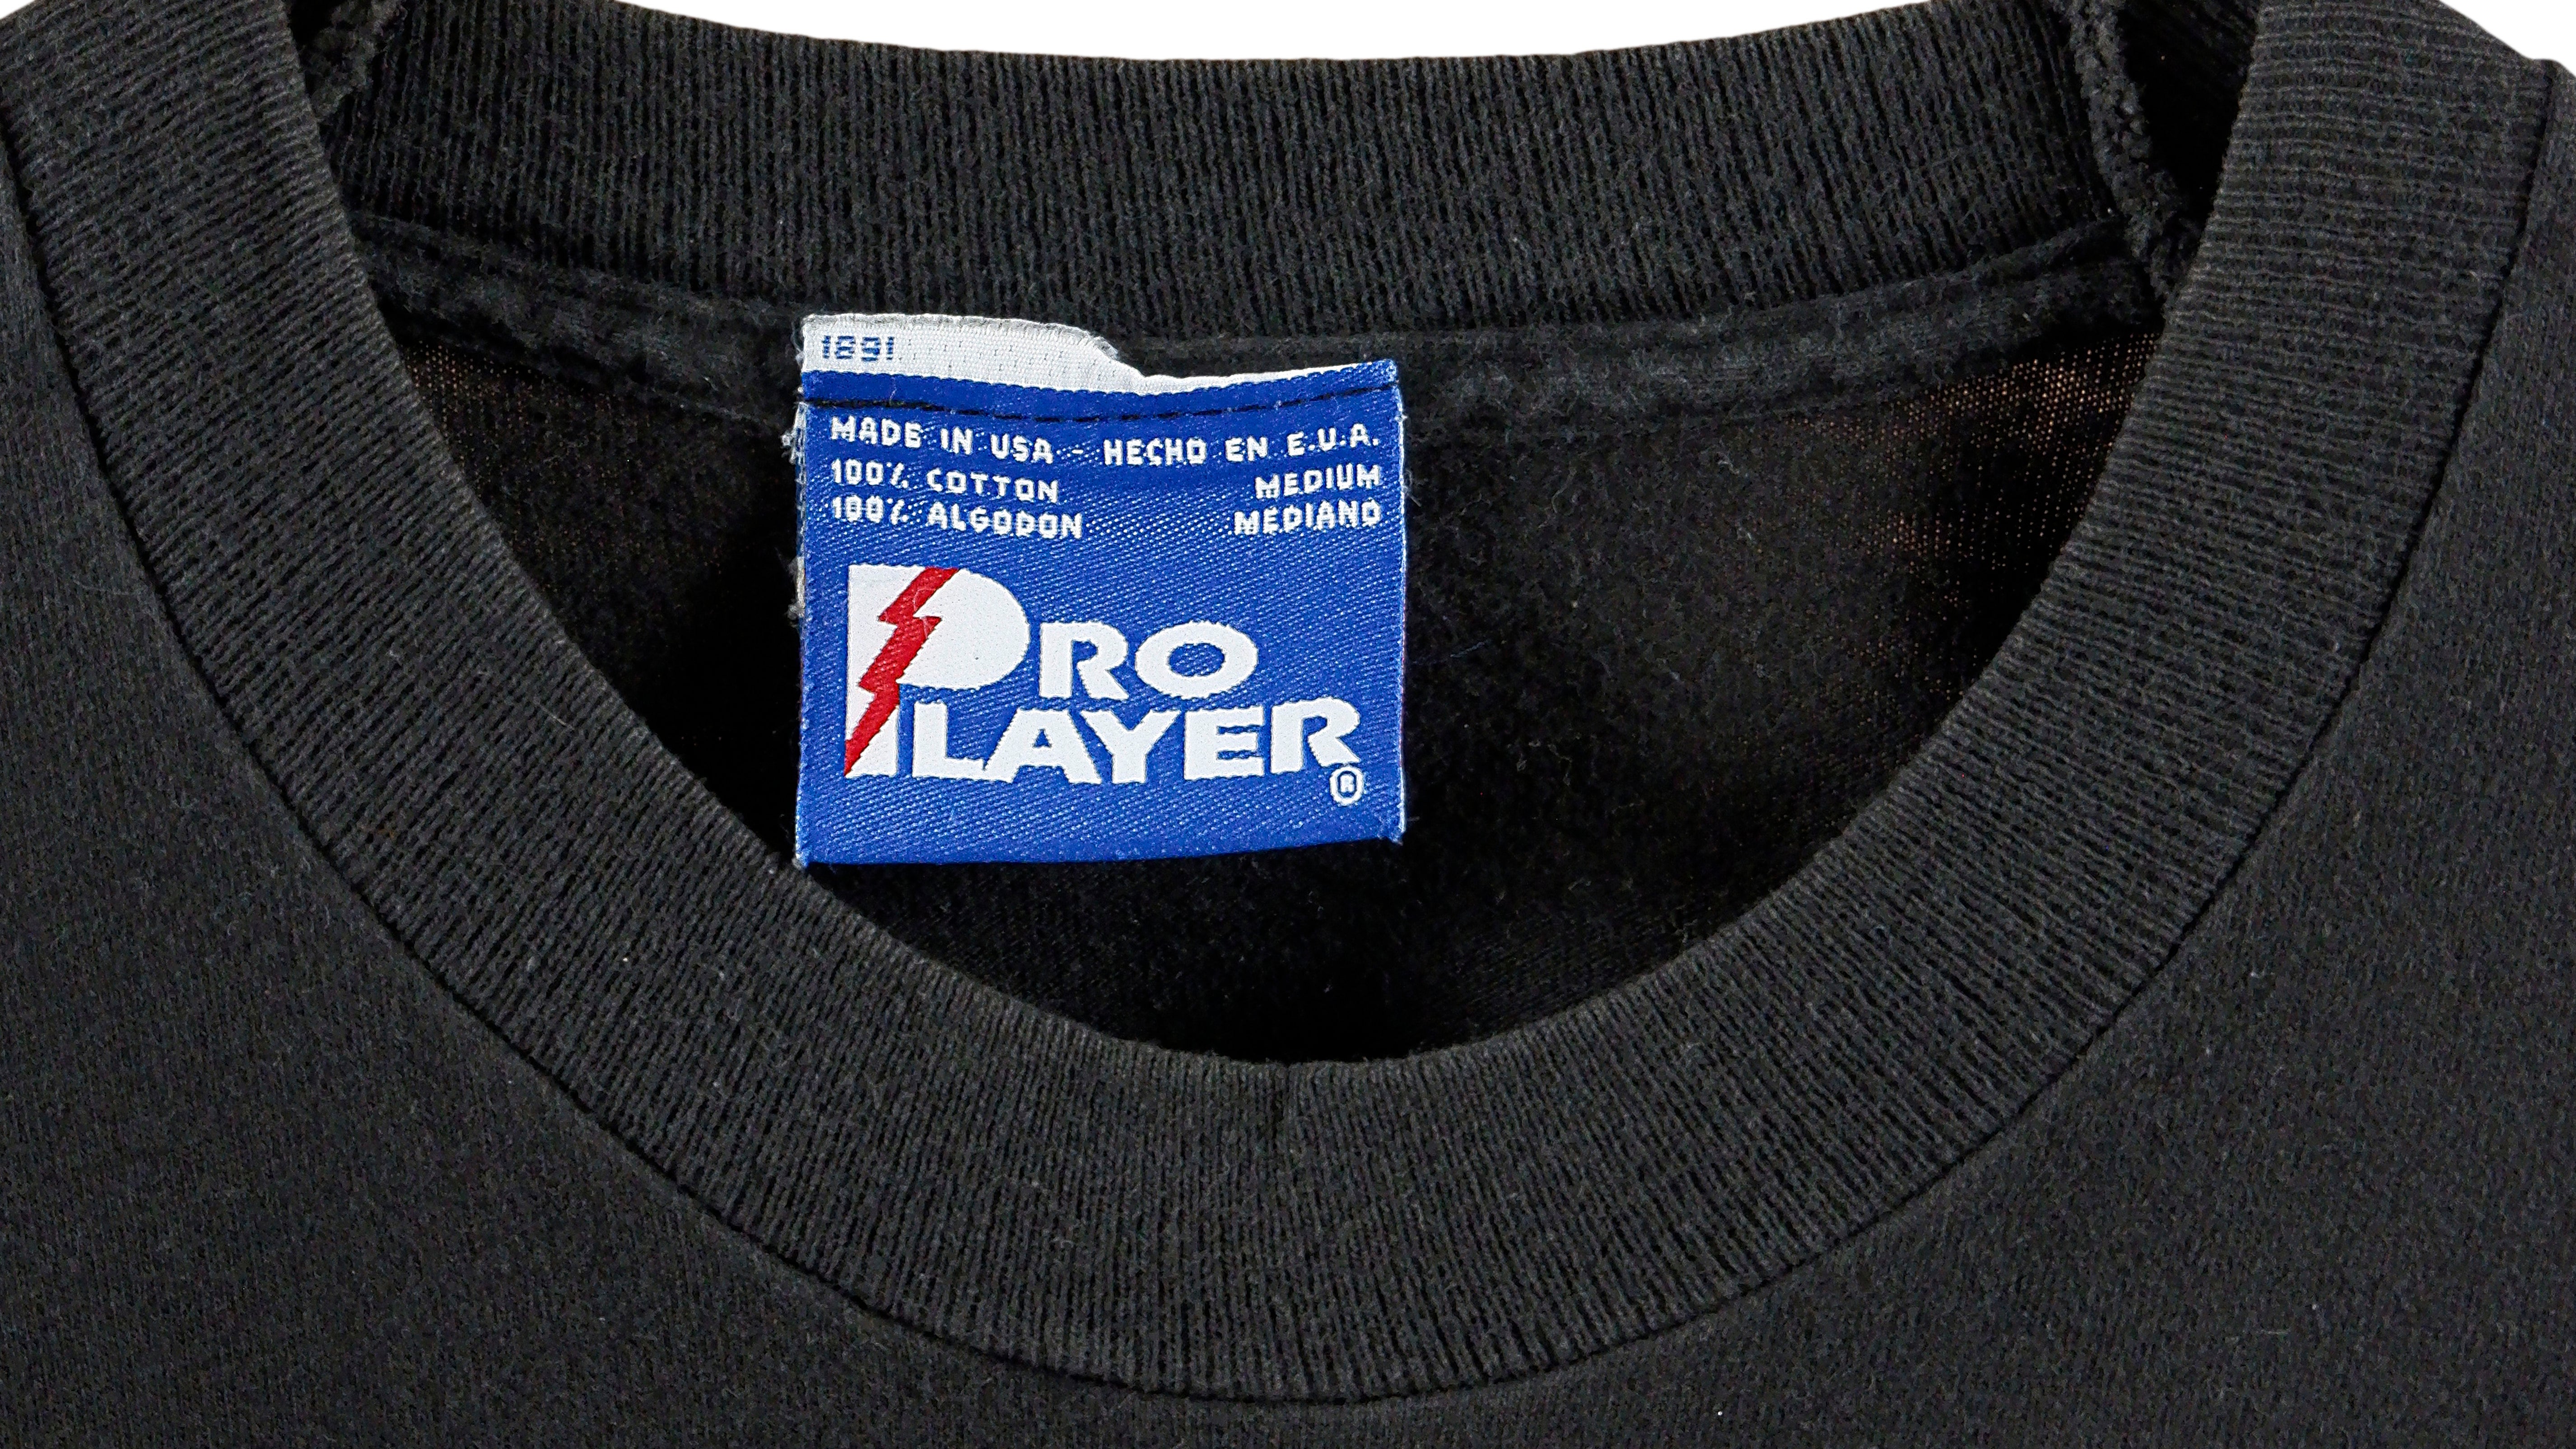 1891
MADE IN USA - HECHO EN E.U.A.
100% COTTON MEDIUM
100% ALGODON MEDIANO
PRO
PLAYER®